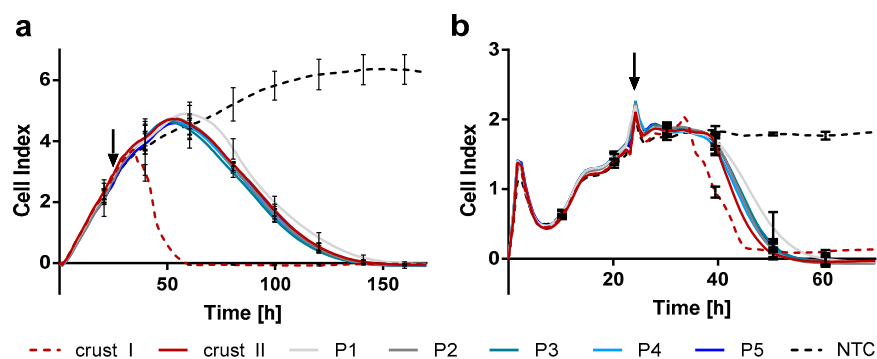 a
b
Cell Index
6
4
2
0
50
100
150
Time [h]
Cell Index
3
2
1
0
20
40
60
Time [h]
crust I crust II P1 P2 P3 P4 P5 NTC